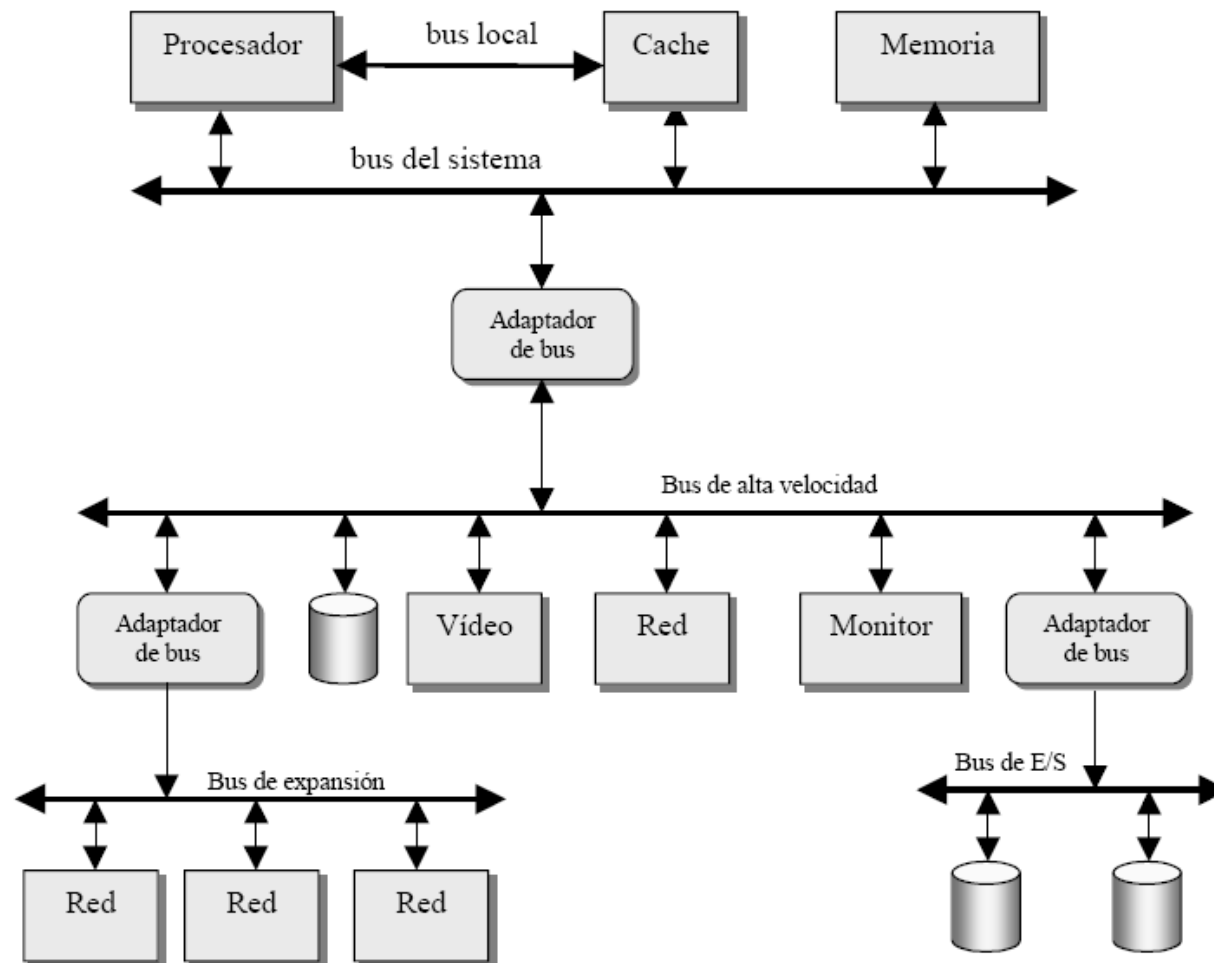 Procesador
bus local
Cache
Memoria
bus del sistema
Adaptador
de bus
Bus de alta velocidad
Adaptador
de bus
Vídeo
Red
Monitor
Adaptador
de bus
Bus de expansión
Bus de E/S
Red
Red
Red